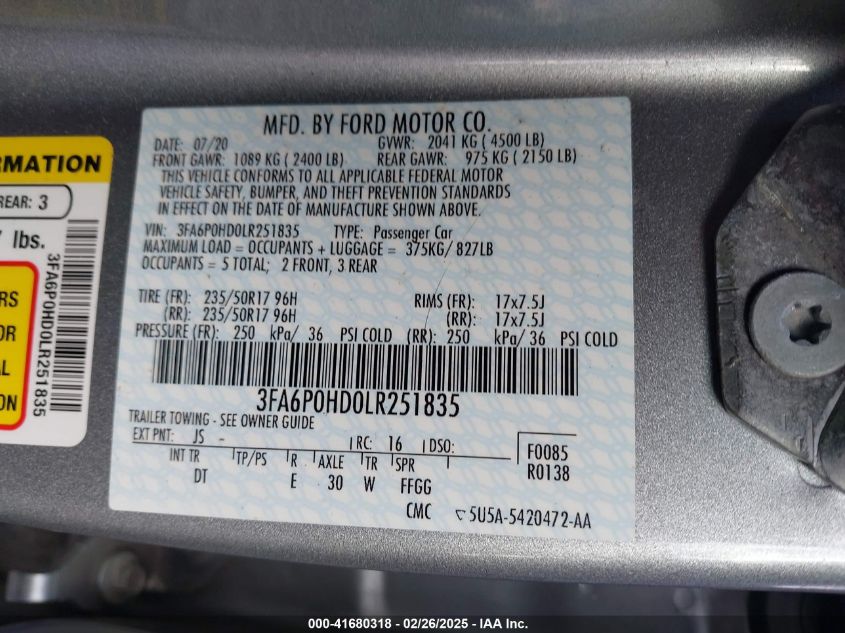 MFD. BY FORD MOTOR CO.
DATE: 07/20 GVWR: 2041 KG ( 4500 LB)
FRONT GAWR: 1089 KG ( 2400 LB) REAR GAWR: 975 KG ( 2150 LB)
THIS VEHICLE CONFORMS TO ALL APPLICABLE FEDERAL MOTOR
VEHICLE SAFETY, BUMPER, AND THEFT PREVENTION STANDARDS
IN EFFECT ON THE DATE OF MANUFACTURE SHOWN ABOVE.
VIN: 3FA6P0HD0LR251835 TYPE: Passenger Car
MAXIMUM LOAD = OCCUPANTS + LUGGAGE = 375KG/ 827LB
OCCUPANTS = 5 TOTAL; 2 FRONT, 3 REAR
TIRE (FR): 235/50R17 96H RIMS (FR): 17x7.5J
(RR): 235/50R17 96H (RR): 17x7.5J
PRESSURE (FR): 250 kPa/ 36 PSI COLD (RR): 250 kPa/ 36 PSI COLD
3FA6P0HD0LR251835
TRAILER TOWING - SEE OWNER GUIDE
EXT PNT: JS - RC: 16 DSO: F0085
INT TR TP/PS R AXLE TR SPR R0138
DT E 30 W FFGG
CMC 5U5A-5420472-AA
RMATION
REAR: 3
lbs.
3FA6P0HD0LR251835
RS
OR
AL
ON
000-41680318 - 02/26/2025 - IAA Inc.